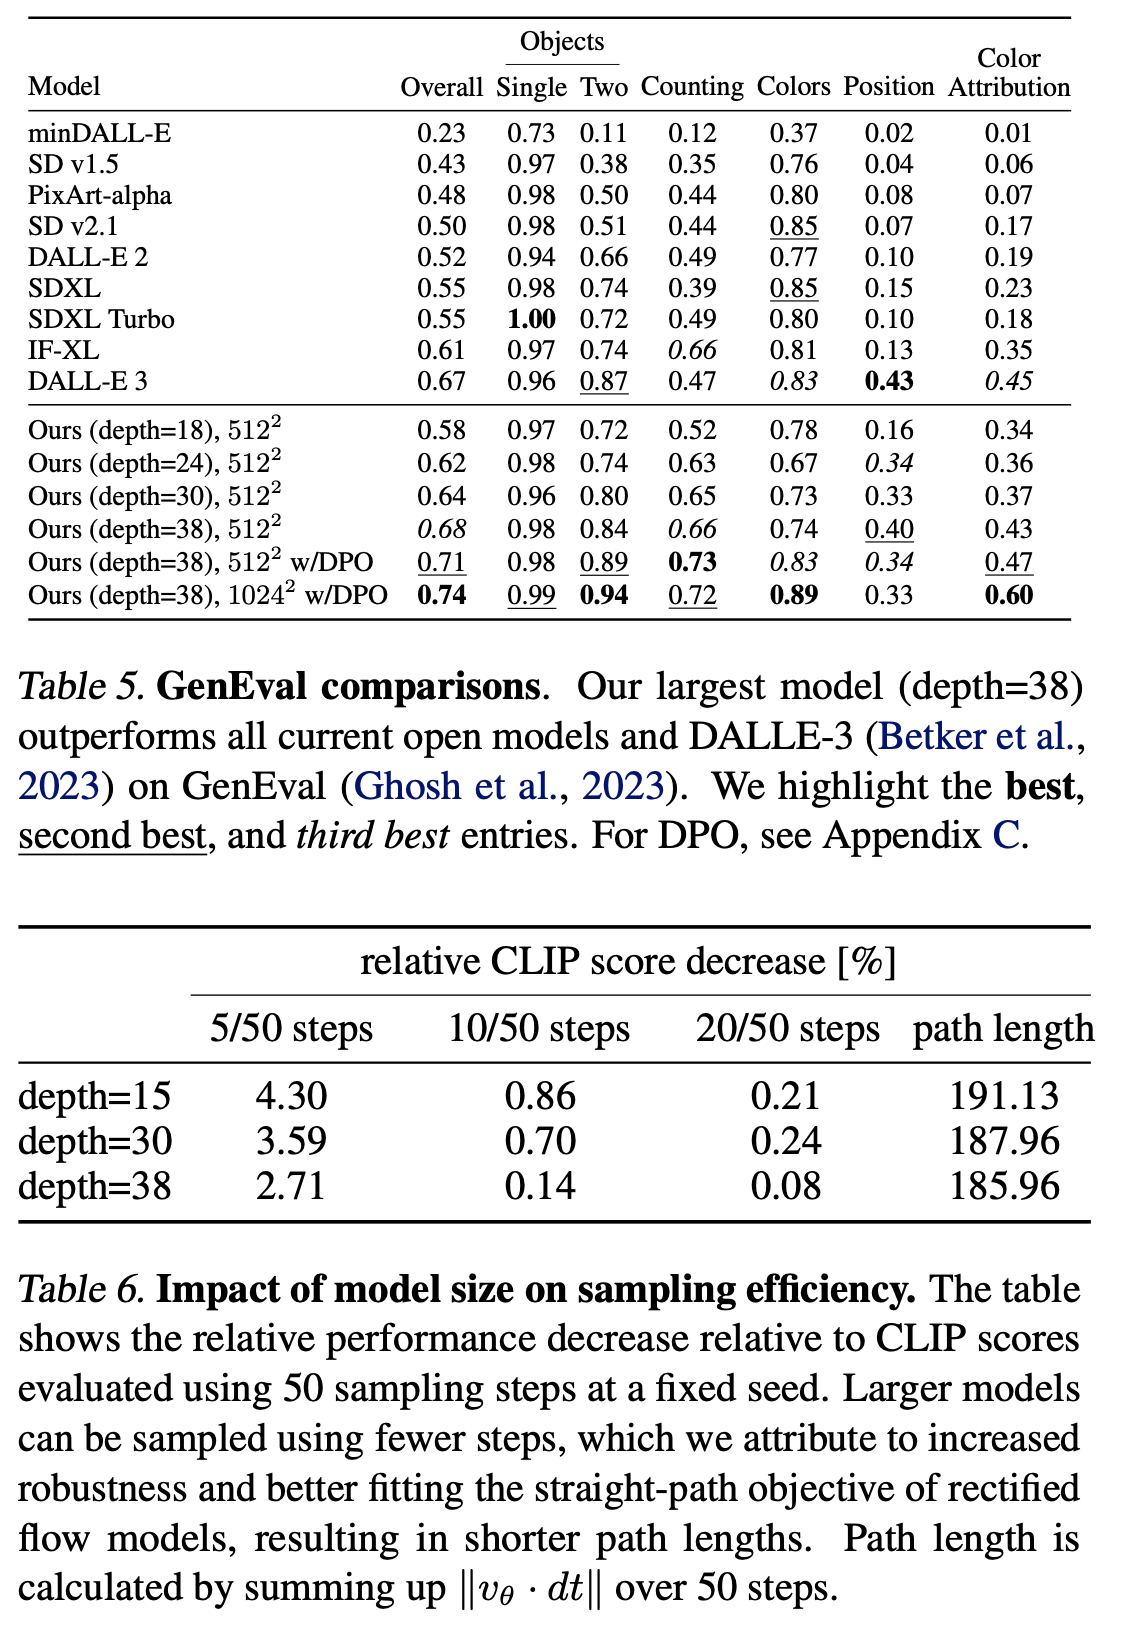 Objects
Color
Model Overall Single Two Counting Colors Position Attribution
minDALL-E 0.23 0.73 0.11 0.12 0.37 0.02 0.01
SD v1.5 0.43 0.97 0.38 0.35 0.76 0.04 0.06
PixArt-alpha 0.48 0.98 0.50 0.44 0.80 0.08 0.07
SD v2.1 0.50 0.98 0.51 0.44 0.85 0.07 0.17
DALL-E 2 0.52 0.94 0.66 0.49 0.77 0.10 0.19
SDXL 0.55 0.98 0.74 0.39 0.85 0.15 0.23
SDXL Turbo 0.55 1.00 0.72 0.49 0.80 0.10 0.18
IF-XL 0.61 0.97 0.74 0.66 0.81 0.13 0.35
DALL-E 3 0.67 0.96 0.87 0.47 0.83 0.43 0.45
Ours (depth=18), 512² 0.58 0.97 0.72 0.52 0.78 0.16 0.34
Ours (depth=24), 512² 0.62 0.98 0.74 0.63 0.67 0.34 0.36
Ours (depth=30), 512² 0.64 0.96 0.80 0.65 0.73 0.33 0.37
Ours (depth=38), 512² 0.68 0.98 0.84 0.66 0.74 0.40 0.43
Ours (depth=38), 512² w/DPO 0.71 0.98 0.89 0.73 0.83 0.34 0.47
Ours (depth=38), 1024² w/DPO 0.74 0.99 0.94 0.72 0.89 0.33 0.60
Table 5. GenEval comparisons. Our largest model (depth=38)
outperforms all current open models and DALLE-3 (Betker et al.,
2023) on GenEval (Ghosh et al., 2023). We highlight the best,
second best, and third best entries. For DPO, see Appendix C.
relative CLIP score decrease [%]
5/50 steps 10/50 steps 20/50 steps path length
depth=15 4.30 0.86 0.21 191.13
depth=30 3.59 0.70 0.24 187.96
depth=38 2.71 0.14 0.08 185.96
Table 6. Impact of model size on sampling efficiency. The table
shows the relative performance decrease relative to CLIP scores
evaluated using 50 sampling steps at a fixed seed. Larger models
can be sampled using fewer steps, which we attribute to increased
robustness and better fitting the straight-path objective of rectified
flow models, resulting in shorter path lengths. Path length is
calculated by summing up ‖vθ · dt‖ over 50 steps.